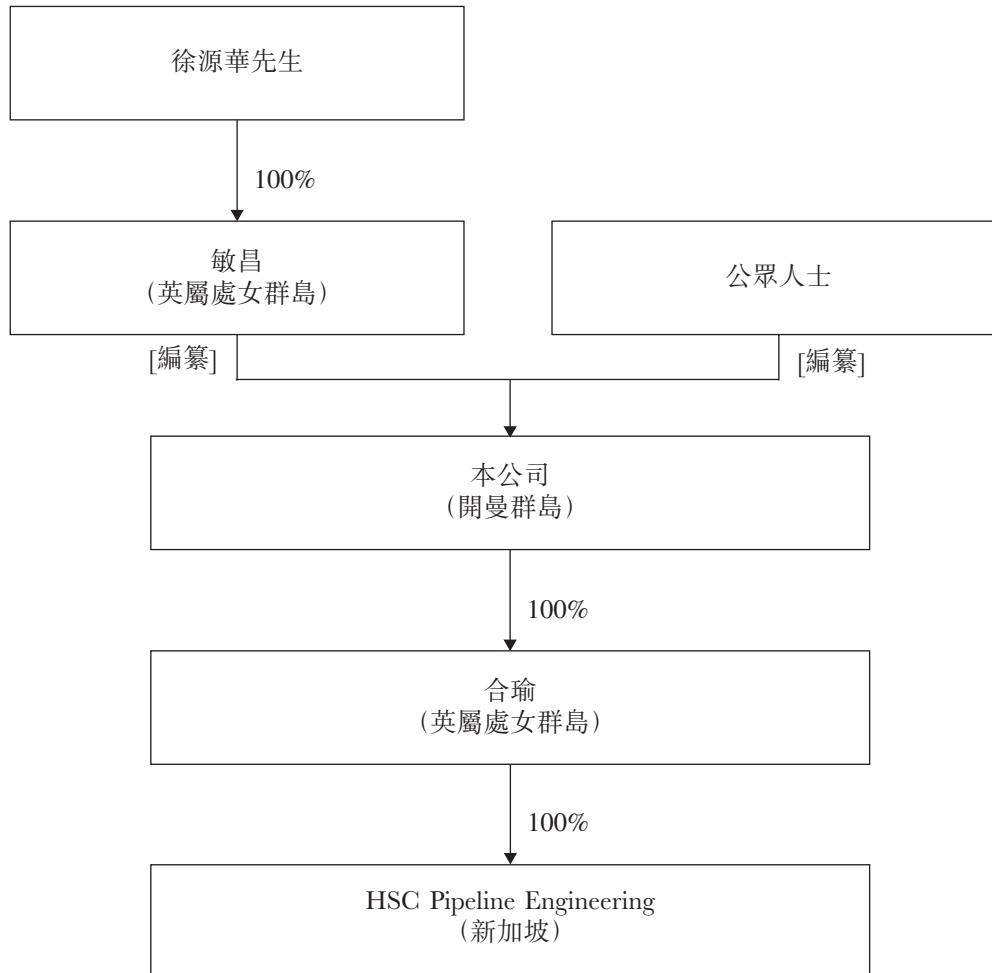 徐源華先生
100%
敏昌
（英屬處女群島）
公眾人士
[編纂]
[編纂]
本公司
（開曼群島）
100%
合瑜
（英屬處女群島）
100%
HSC Pipeline Engineering
（新加坡）